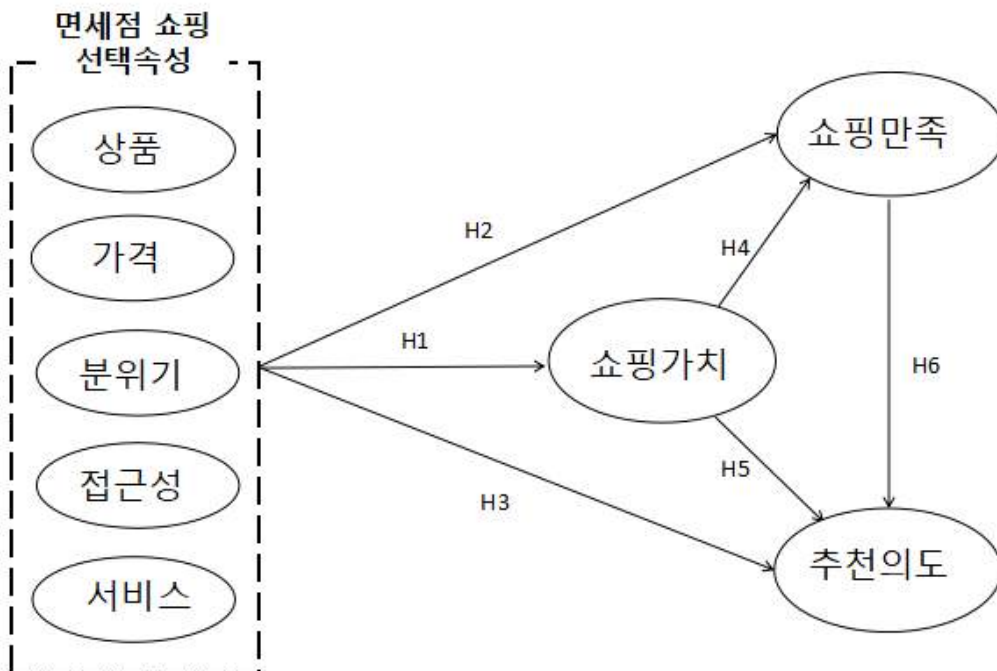 면세점 쇼핑
선택속성
상품
가격
분위기
접근성
서비스
H2
H1
H3
H4
H5
H6
쇼핑만족
쇼핑가치
추천의도